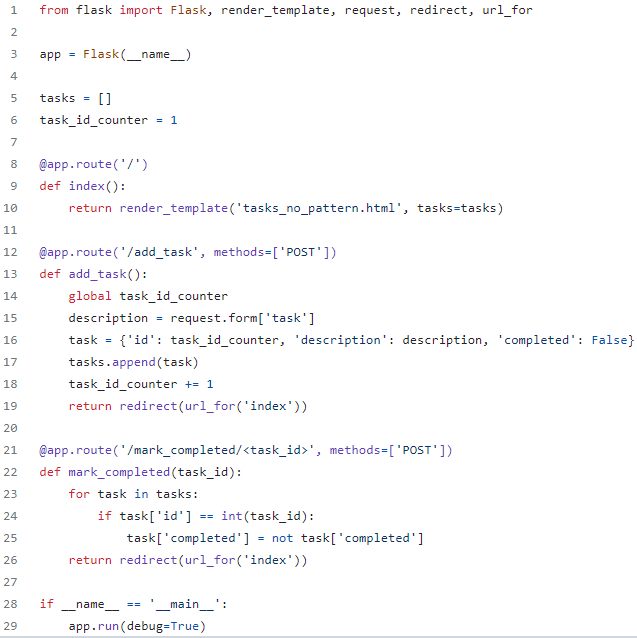 1 from flask import Flask, render_template, request, redirect, url_for
2
3 app = Flask(__name__)
4
5 tasks = []
6 task_id_counter = 1
7
8 @app.route('/')
9 def index():
10     return render_template('tasks_no_pattern.html', tasks=tasks)
11
12 @app.route('/add_task', methods=['POST'])
13 def add_task():
14     global task_id_counter
15     description = request.form['task']
16     task = {'id': task_id_counter, 'description': description, 'completed': False}
17     tasks.append(task)
18     task_id_counter += 1
19     return redirect(url_for('index'))
20
21 @app.route('/mark_completed/<task_id>', methods=['POST'])
22 def mark_completed(task_id):
23     for task in tasks:
24         if task['id'] == int(task_id):
25             task['completed'] = not task['completed']
26     return redirect(url_for('index'))
27
28 if __name__ == '__main__':
29     app.run(debug=True)